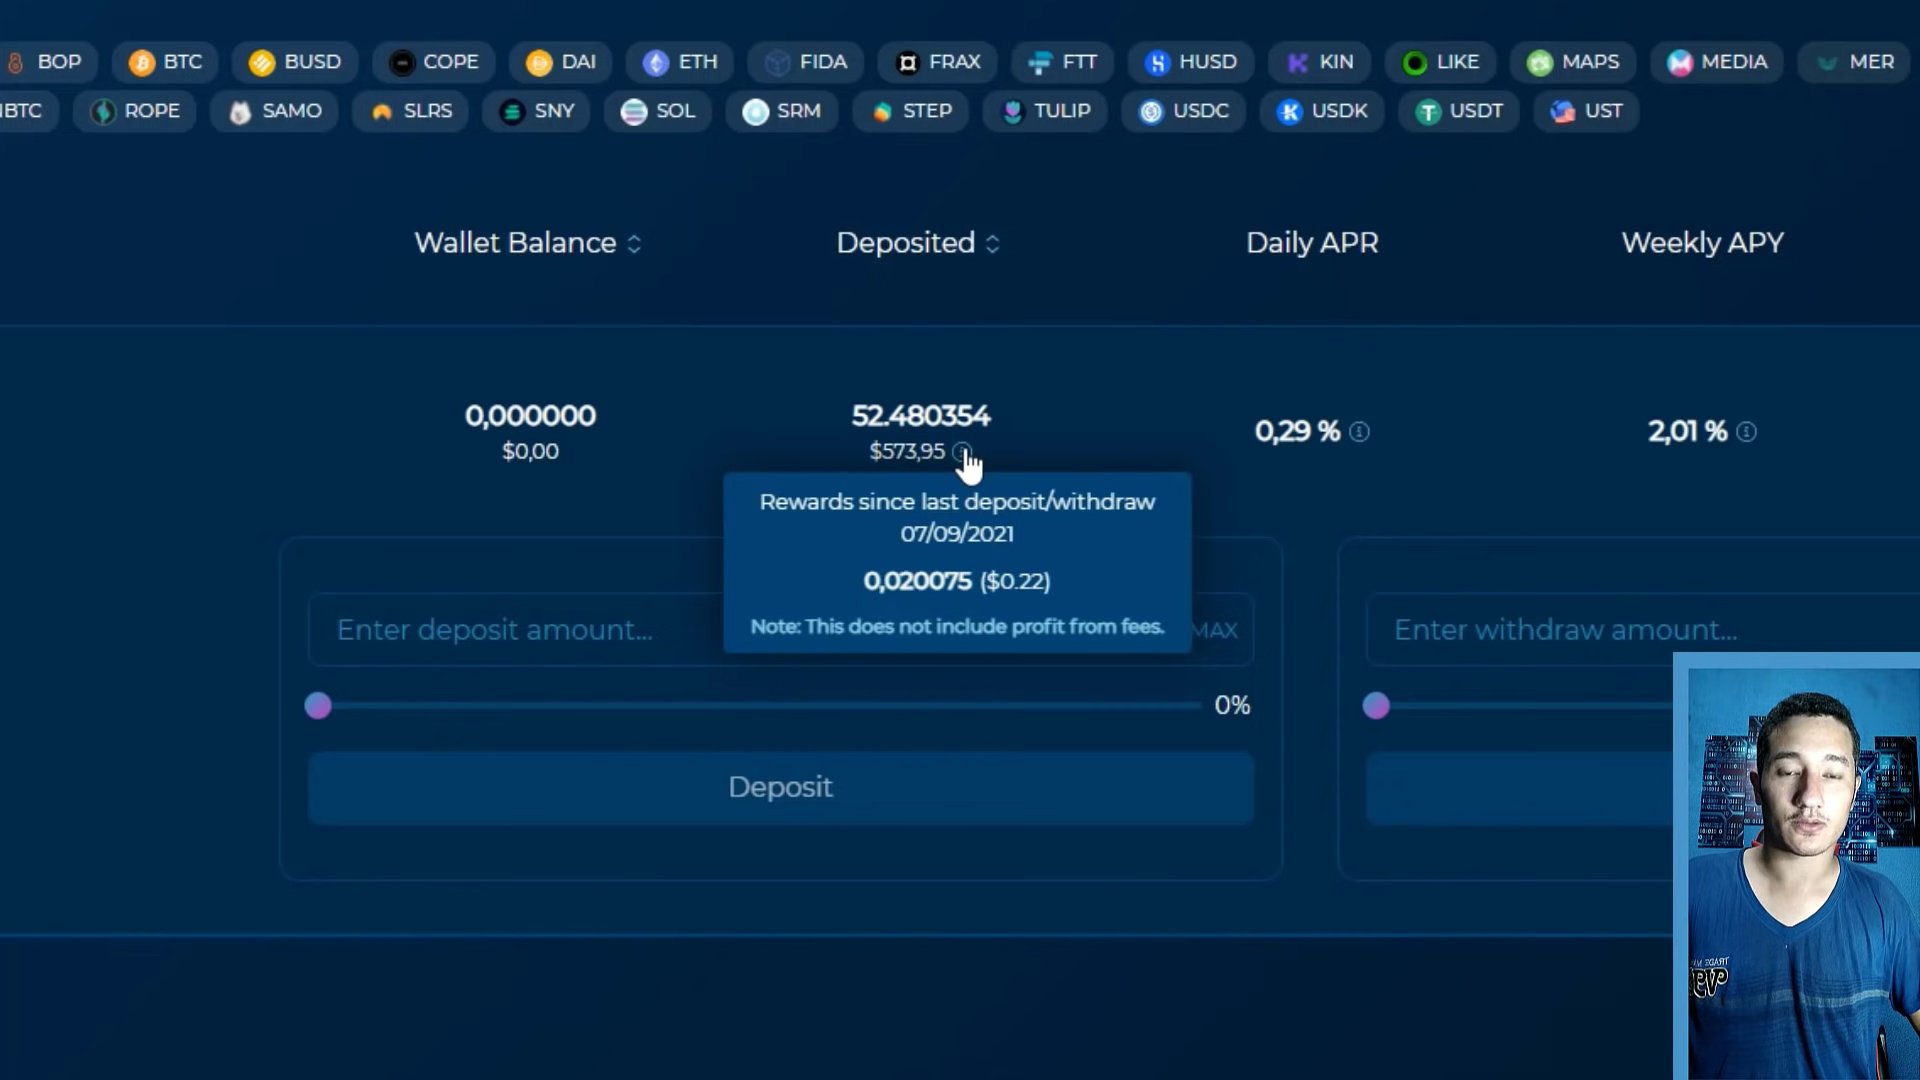 BOP BTC BUSD COPE DAI ETH FIDA FRAX FTT HUSD KIN LIKE MAPS MEDIA MER
BTC ROPE SAMO SLRS SNY SOL SRM STEP TULIP USDC USDK USDT UST
Wallet Balance Deposited Daily APR Weekly APY
0,000000 52.480354 0,29 % 2,01 %
$0,00 $573,95
Rewards since last deposit/withdraw
07/09/2021
0,020075 ($0.22)
Note: This does not include profit from fees.
Enter deposit amount... MAX Enter withdraw amount...
0%
Deposit